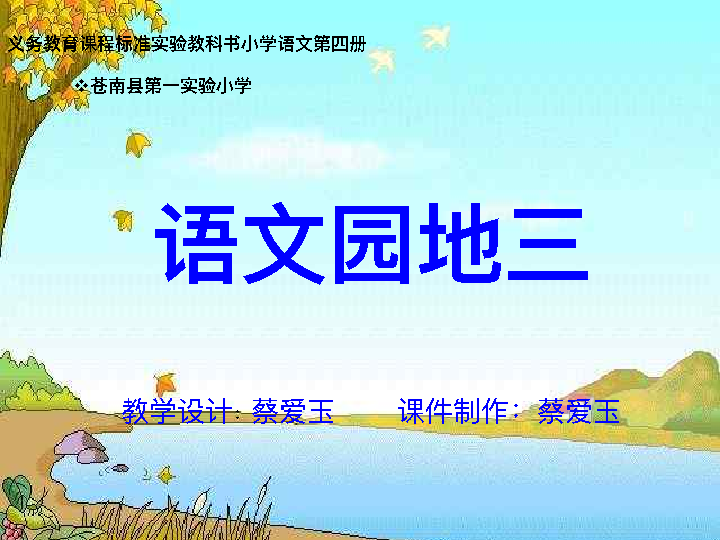 义务教育课程标准实验教科书小学语文第四册
❖苍南县第一实验小学
语文园地三
教学设计：蔡爱玉 课件制作：蔡爱玉